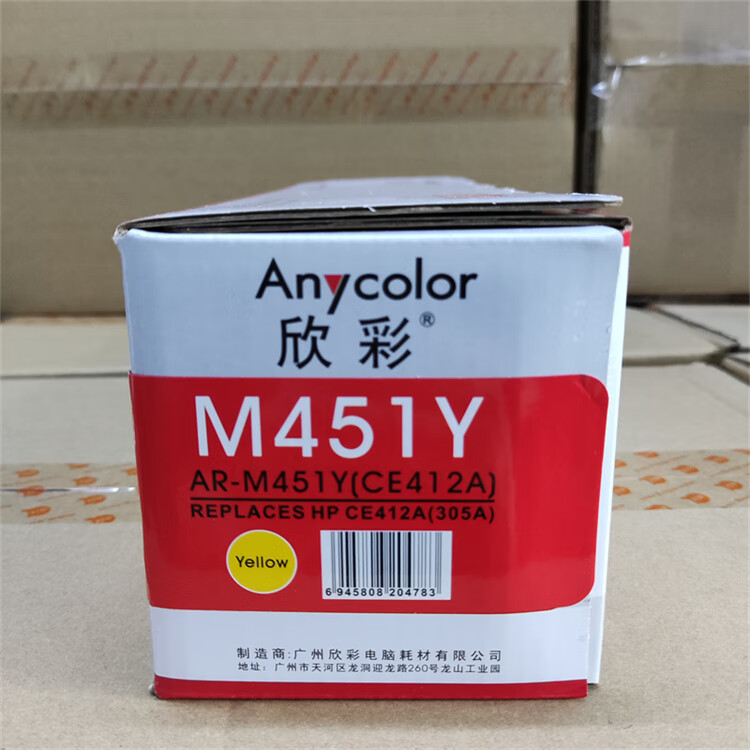 Anycolor
欣彩®
M451Y
AR-M451Y(CE412A)
REPLACES HP CE412A(305A)
Yellow
6 945808 204783
制造商:广州欣彩电脑耗材有限公司
地址: 广州市天河区龙洞迎龙路260号龙山工业园